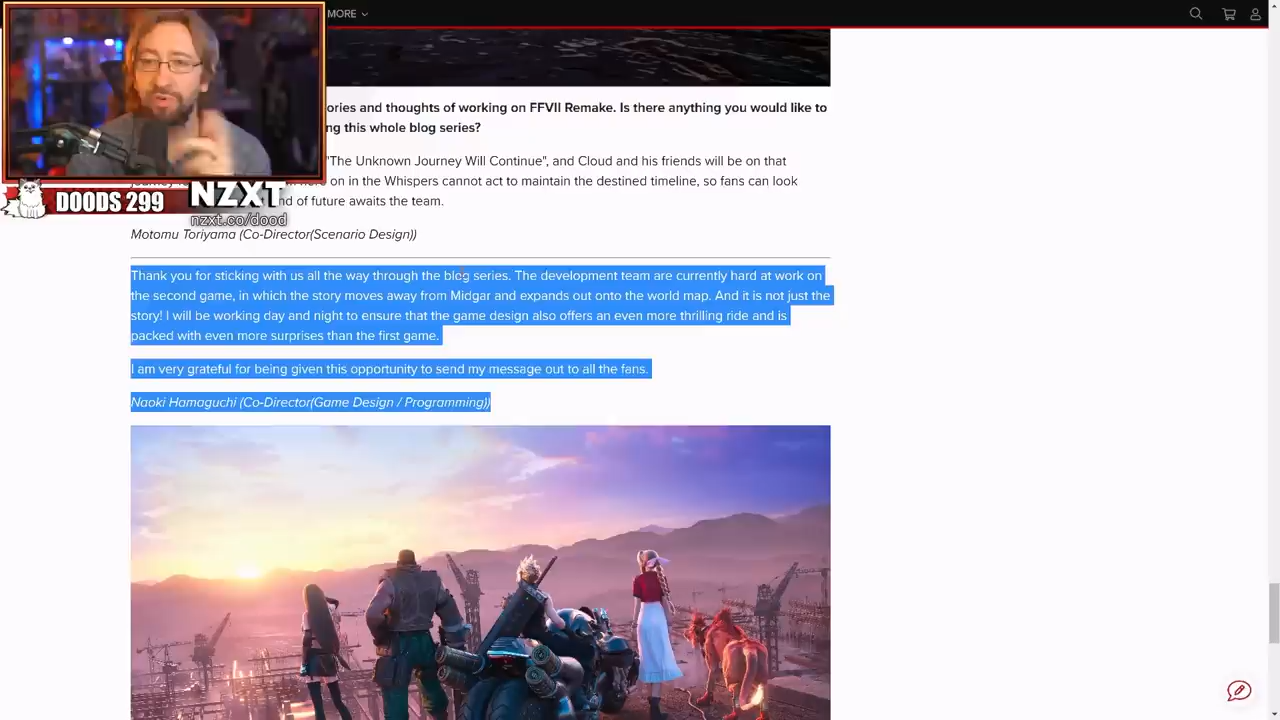 MORE
ories and thoughts of working on FFVII Remake. Is there anything you would like to
ng this whole blog series?
"The Unknown Journey Will Continue", and Cloud and his friends will be on that
on in the Whispers cannot act to maintain the destined timeline, so fans can look
nd of future awaits the team.
DOODS 299
NZXT
nzxt.co/dood
Motomu Toriyama (Co-Director(Scenario Design))
Thank you for sticking with us all the way through the blog series. The development team are currently hard at work on
the second game, in which the story moves away from Midgar and expands out onto the world map. And it is not just the
story! I will be working day and night to ensure that the game design also offers an even more thrilling ride and is
packed with even more surprises than the first game.
I am very grateful for being given this opportunity to send my message out to all the fans.
Naoki Hamaguchi (Co-Director(Game Design / Programming))